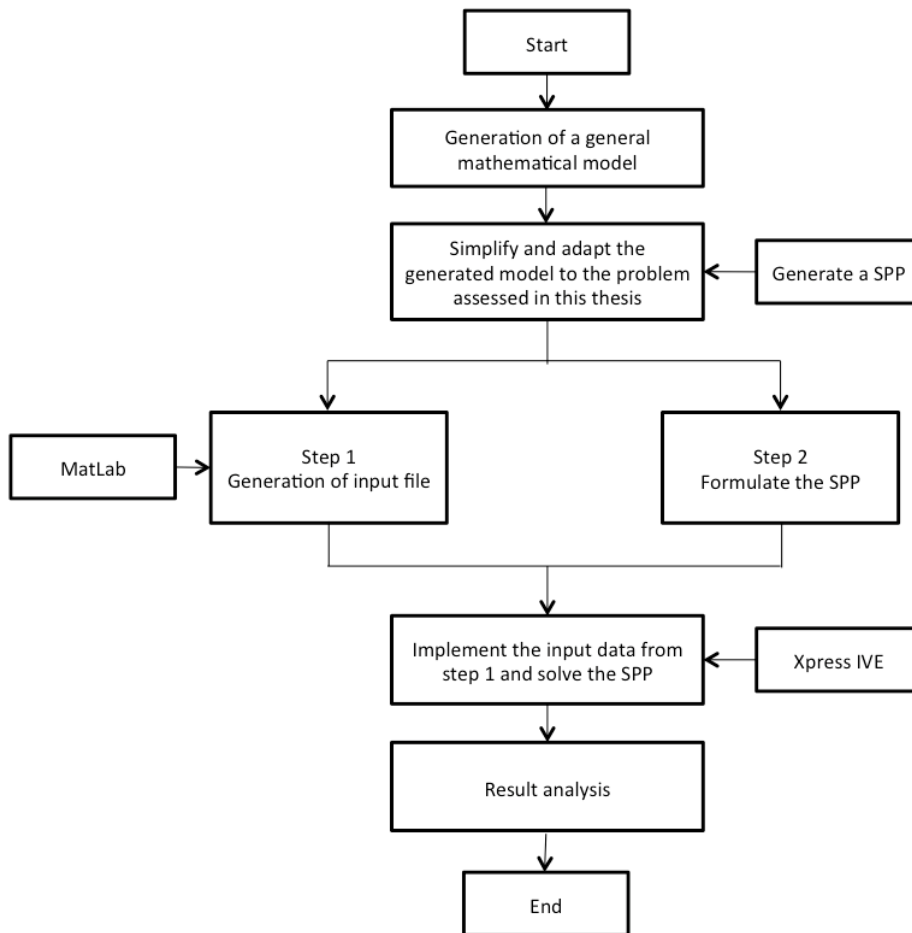 Start
Generation of a general
mathematical model
Simplify and adapt the
generated model to the problem
assessed in this thesis
Generate a SPP
MatLab
Step 1
Generation of input file
Step 2
Formulate the SPP
Implement the input data from
step 1 and solve the SPP
Xpress IVE
Result analysis
End